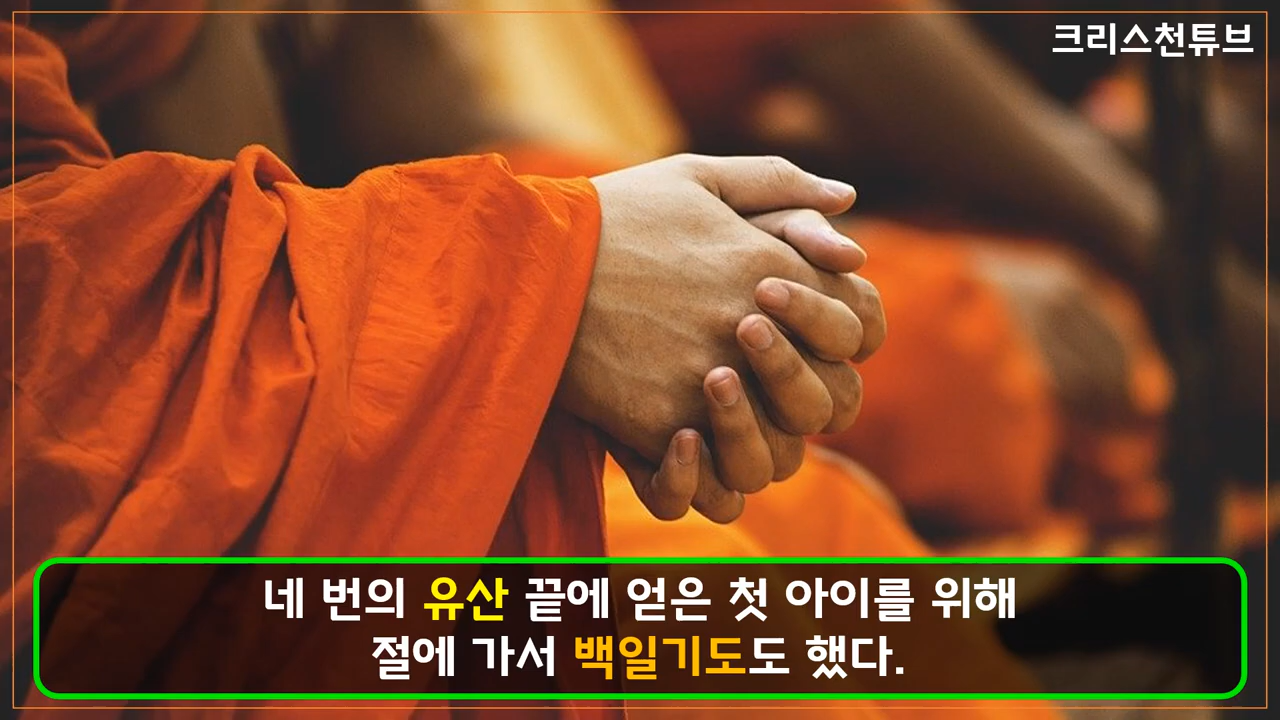 크리스천튜브
네 번의 유산 끝에 얻은 첫 아이를 위해
절에 가서 백일기도도 했다.